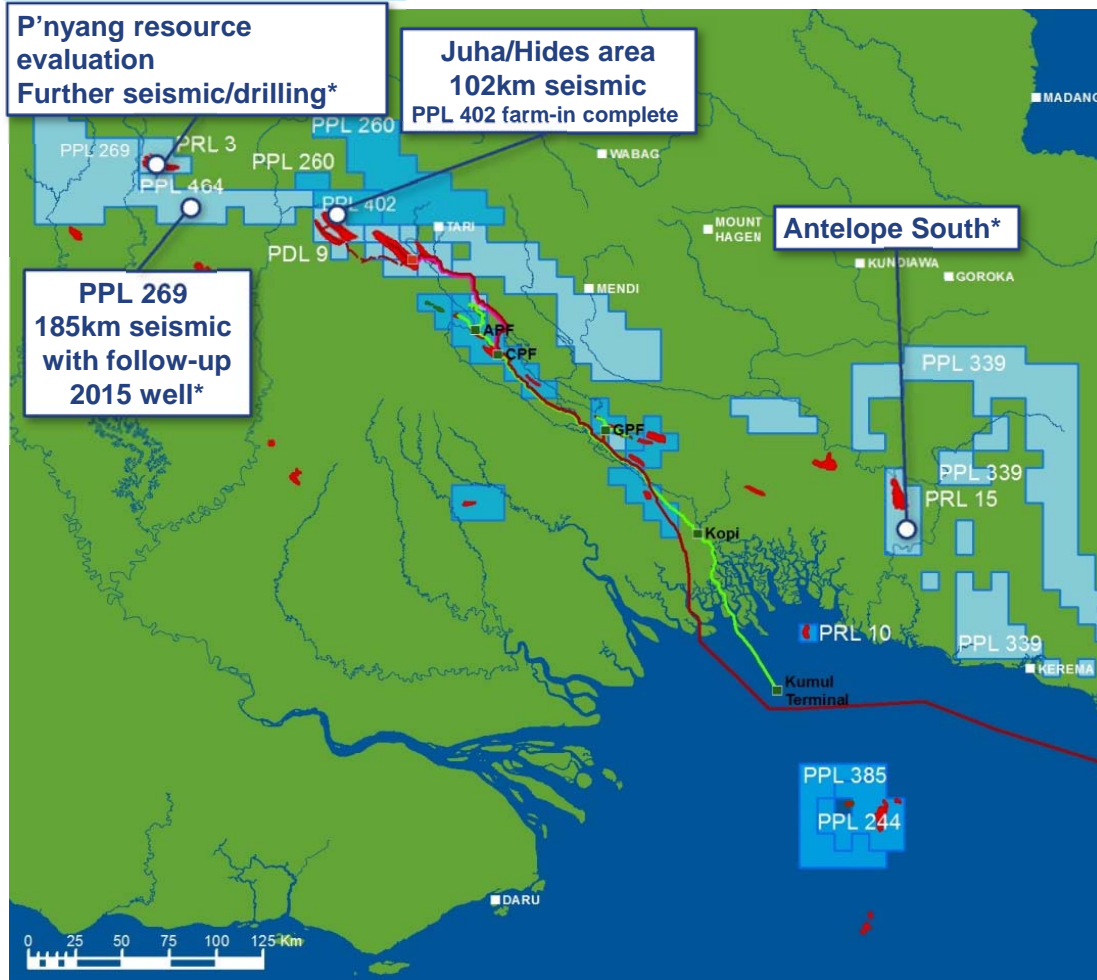 P'nyang resource
evaluation
Further seismic/drilling*
Juha/Hides area
102km seismic
PPL 402 farm-in complete
MADANG
PPL 260
PPL 269
PRL 3
WABAG
PPL 260
PPL 464
PPL 402
TARI
MOUNT
HAGEN
Antelope South*
PDL 9
KUNDIAWA
GOROKA
MENDI
PPL 269
185km seismic
with follow-up
2015 well*
APF
CPF
PPL 339
GPF
PPL 339
PRL 15
Kopi
PRL 10
PPL 339
KEREMA
Kumul
Terminal
PPL 385
PPL 244
DARU
0 25 50 75 100 125 Km